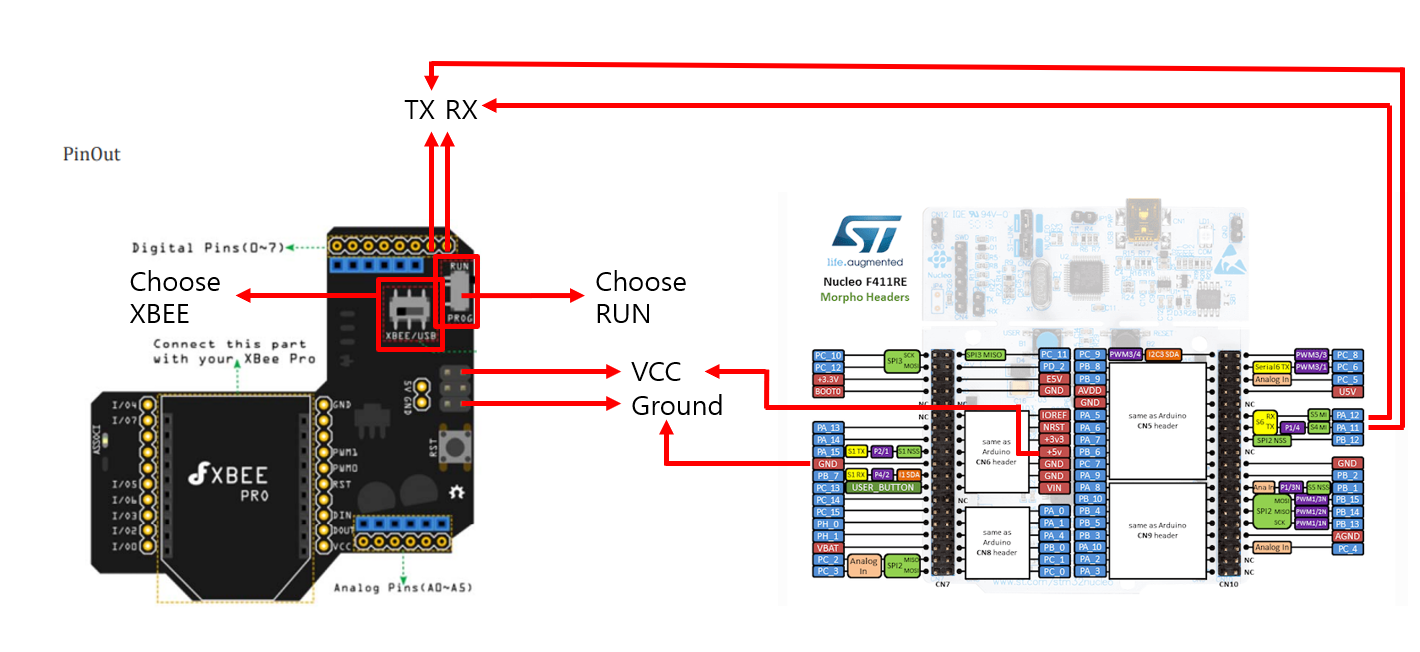 TX RX
PinOut
Digital Pins(0~7)
Choose
XBEE
RUN
PROG
XBEE/USB
Choose
RUN
Connect this part
with your XBee Pro
VCC
Ground
5V
GND
RST
ASSOCI
I/04
I/07
I/05
I/06
I/03
I/02
I/00
XBEE
PRO
GND
PWM1
PWM0
RST
DIN
DOUT
VCC
Analog Pins(A0~A5)
ST
life.augmented
Nucleo F411RE
Morpho Headers
PC_10
PC_12
+3.3V
BOOT0
SPI3
SCK
MOSI
NC
NC
PA_13
PA_14
PA_15
GND
PB_7
PC_13
PC_14
PC_15
PH_0
PH_1
VBAT
PC_2
PC_3
S1 TX
P2/1
S1 NSS
S1 RX
P4/2
I1 SDA
USER_BUTTON
Analog
In
SPI2
MISO
MOSI
CN7
SPI3 MISO
NC
same as
Arduino
CN6 header
NC
same as
Arduino
CN8 header
PC_11
PD_2
E5V
GND
IOREF
NRST
+3v3
+5v
GND
GND
VIN
PA_0
PA_1
PA_4
PB_0
PC_1
PC_0
PC_9
PB_8
PB_9
AVDD
GND
PA_5
PA_6
PA_7
PB_6
PC_7
PA_9
PA_8
PB_10
PB_4
PB_5
PB_3
PA_10
PA_2
PA_3
PWM3/4
I2C3 SDA
same as Arduino
CN5 header
same as Arduino
CN9 header
CN10
PWM3/3
Serial6 TX
PWM3/1
Analog In
NC
S6
RX
TX
S5 MI
P1/4
S4 MI
SPI2 NSS
NC
Ana In
P1/3N
S5 NSS
SPI2
MOSI
MISO
SCK
PWM1/3N
PWM1/2N
PWM1/1N
Analog In
NC
NC
PC_8
PC_6
PC_5
U5V
PA_12
PA_11
PB_12
GND
PB_2
PB_1
PB_15
PB_14
PB_13
AGND
PC_4
USER
RESET
Nucleo